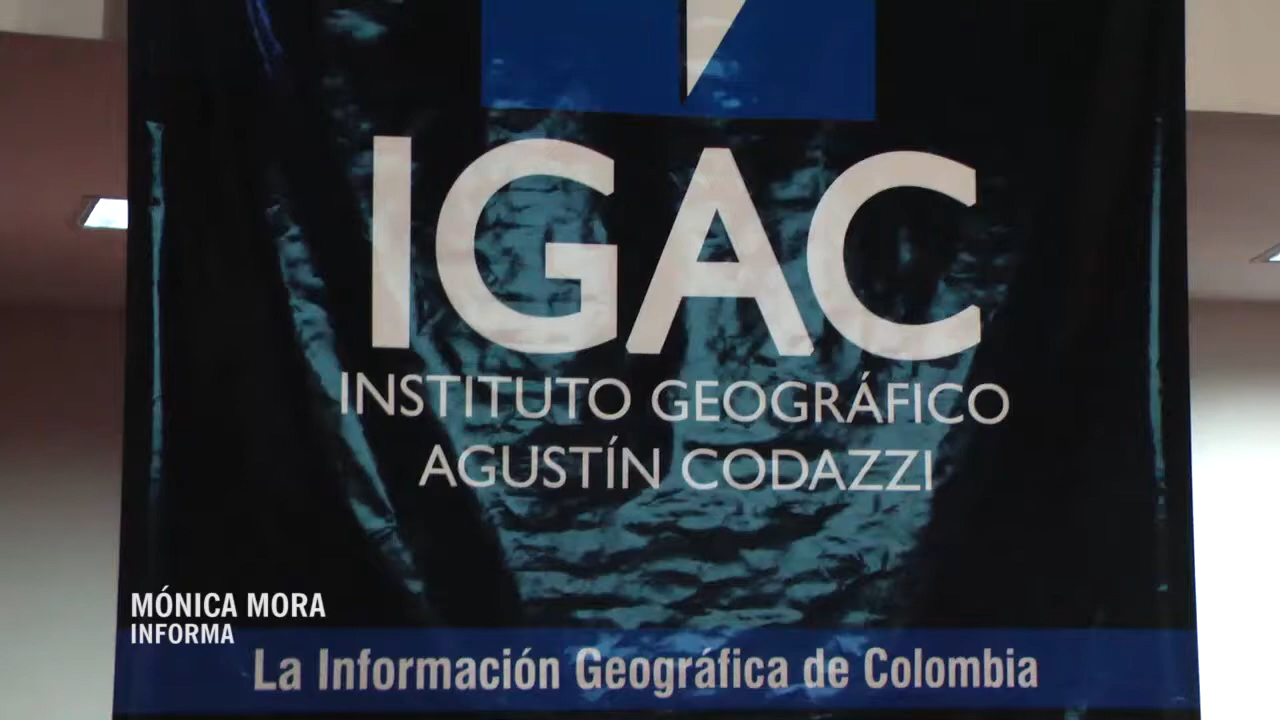 IGAC
INSTITUTO GEOGRÁFICO
AGUSTÍN CODAZZI
MÓNICA MORA
INFORMA
La Información Geográfica de Colombia